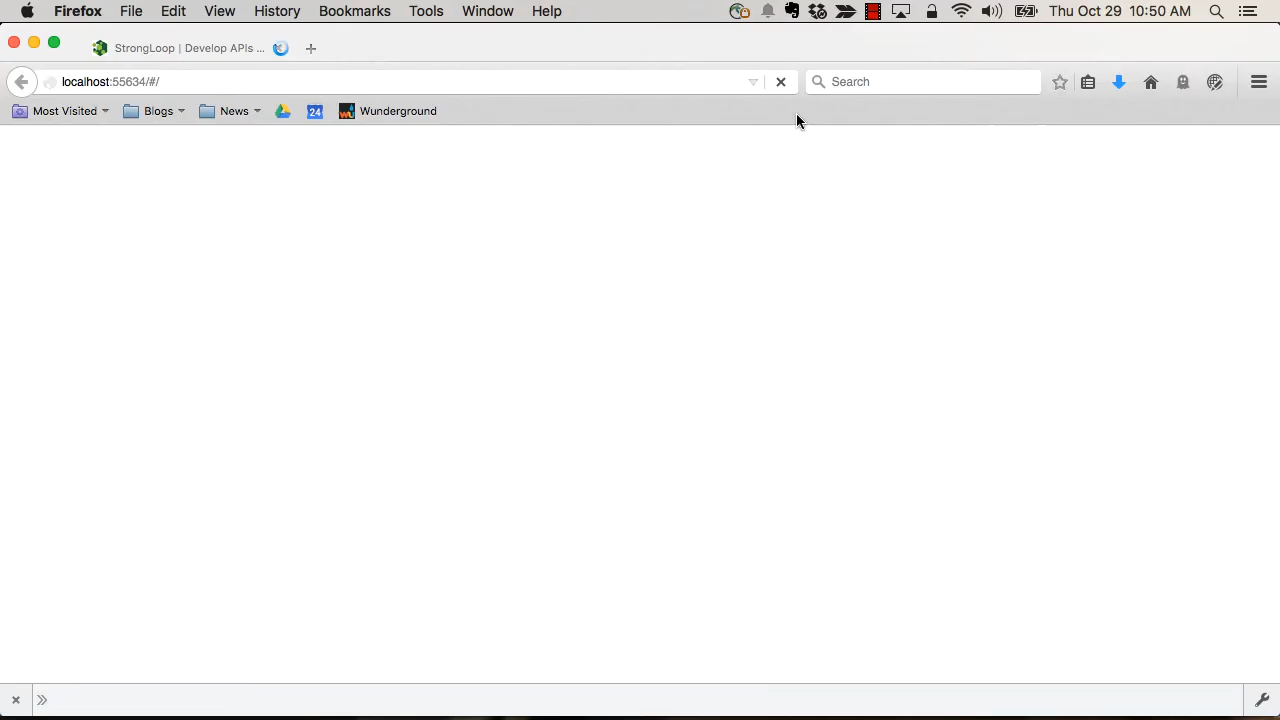 Firefox File Edit View History Bookmarks Tools Window Help Thu Oct 29 10:50 AM
StrongLoop | Develop APIs ...
localhost:55634/#/ Search
Most Visited Blogs News 24 Wunderground